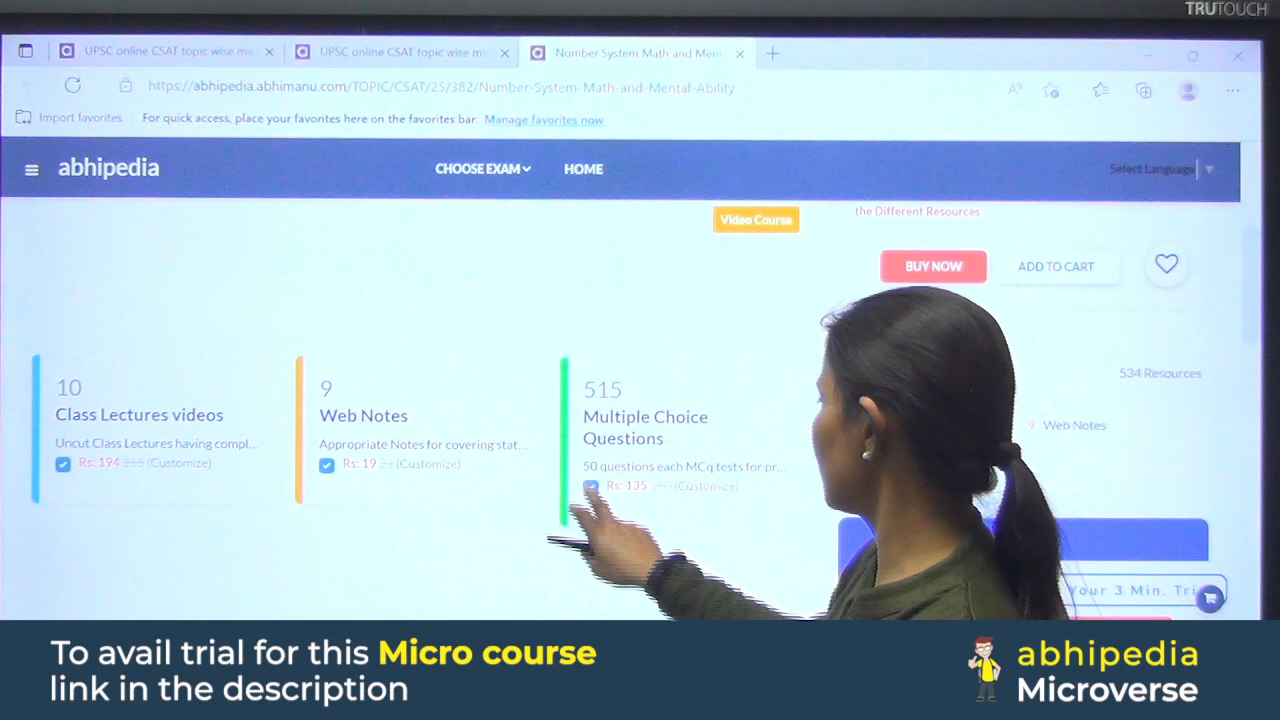 TRUTOUCH
UPSC online CSAT topic wise mic
UPSC online CSAT topic wise mic
Number System Math and Ment
https://abhipedia.abhimanu.com/TOPIC/CSAT/25/382/Number-System-Math-and-Mental-Ability
Import favorites
For quick access, place your favorites here on the favorites bar. Manage favorites now
abhipedia
CHOOSE EXAM
HOME
Select Language
Video Course
the Different Resources
BUY NOW
ADD TO CART
10
Class Lectures videos
Uncut Class Lectures having compl...
Rs: 194 215 (Customize)
9
Web Notes
Appropriate Notes for covering stat...
Rs: 19 (Customize)
515
Multiple Choice
Questions
50 questions each MCq tests for pr...
Rs: 135 (Customize)
534 Resources
9 Web Notes
Your 3 Min. Tri
To avail trial for this Micro course
link in the description
abhipedia
Microverse